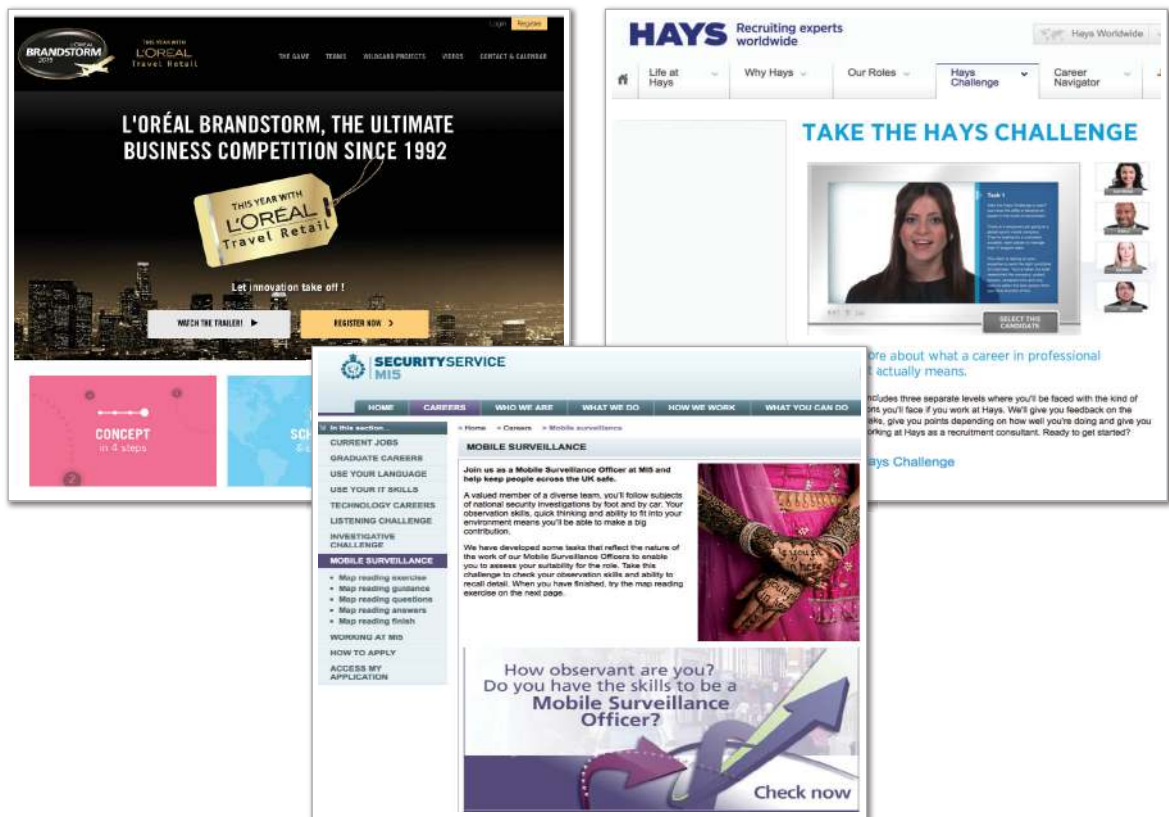 Login Register
L'ORÉAL
BRANDSTORM
2015
THIS YEAR WITH
L'ORÉAL
Travel Retail
THE GAME TEAMS WILDCARD PROJECTS VIDEOS CONTACT & CALENDAR
L'ORÉAL BRANDSTORM, THE ULTIMATE
BUSINESS COMPETITION SINCE 1992
THIS YEAR WITH
L'ORÉAL
Travel Retail
Let innovation take off !
WATCH THE TRAILER!
REGISTER NOW
CONCEPT
in 4 steps
2
SCH
HAYS Recruiting experts
worldwide
Hays Worldwide
Life at
Hays
Why Hays
Our Roles
Hays
Challenge
Career
Navigator
TAKE THE HAYS CHALLENGE
Task 1
SELECT THIS
CANDIDATE
ore about what a career in professional
t actually means.
cludes three separate levels where you'll be faced with the kind of
ons you'll face if you work at Hays. We'll give you feedback on the
ake, give you points depending on how well you're doing and give you
orking at Hays as a recruitment consultant. Ready to get started?
ays Challenge
SECURITY SERVICE
MI5
HOME CAREERS WHO WE ARE WHAT WE DO HOW WE WORK WHAT YOU CAN DO
In this section...
CURRENT JOBS
GRADUATE CAREERS
USE YOUR LANGUAGE
USE YOUR IT SKILLS
TECHNOLOGY CAREERS
LISTENING CHALLENGE
INVESTIGATIVE
CHALLENGE
MOBILE SURVEILLANCE
Map reading exercise
Map reading guidance
Map reading questions
Map reading answers
Map reading finish
WORKING AT MI5
HOW TO APPLY
ACCESS MY
APPLICATION
» Home » Careers » Mobile surveillance
MOBILE SURVEILLANCE
Join us as a Mobile Surveillance Officer at MI5 and
help keep people across the UK safe.
A valued member of a diverse team, you'll follow subjects
of national security investigations by foot and by car. Your
observation skills, quick thinking and ability to fit into your
environment means you'll be able to make a big
contribution.
We have developed some tasks that reflect the nature of
the work of our Mobile Surveillance Officers to enable
you to assess your suitability for the role. Take this
challenge to check your observation skills and ability to
recall detail. When you have finished, try the map reading
exercise on the next page.
How observant are you?
Do you have the skills to be a
Mobile Surveillance
Officer?
Check now